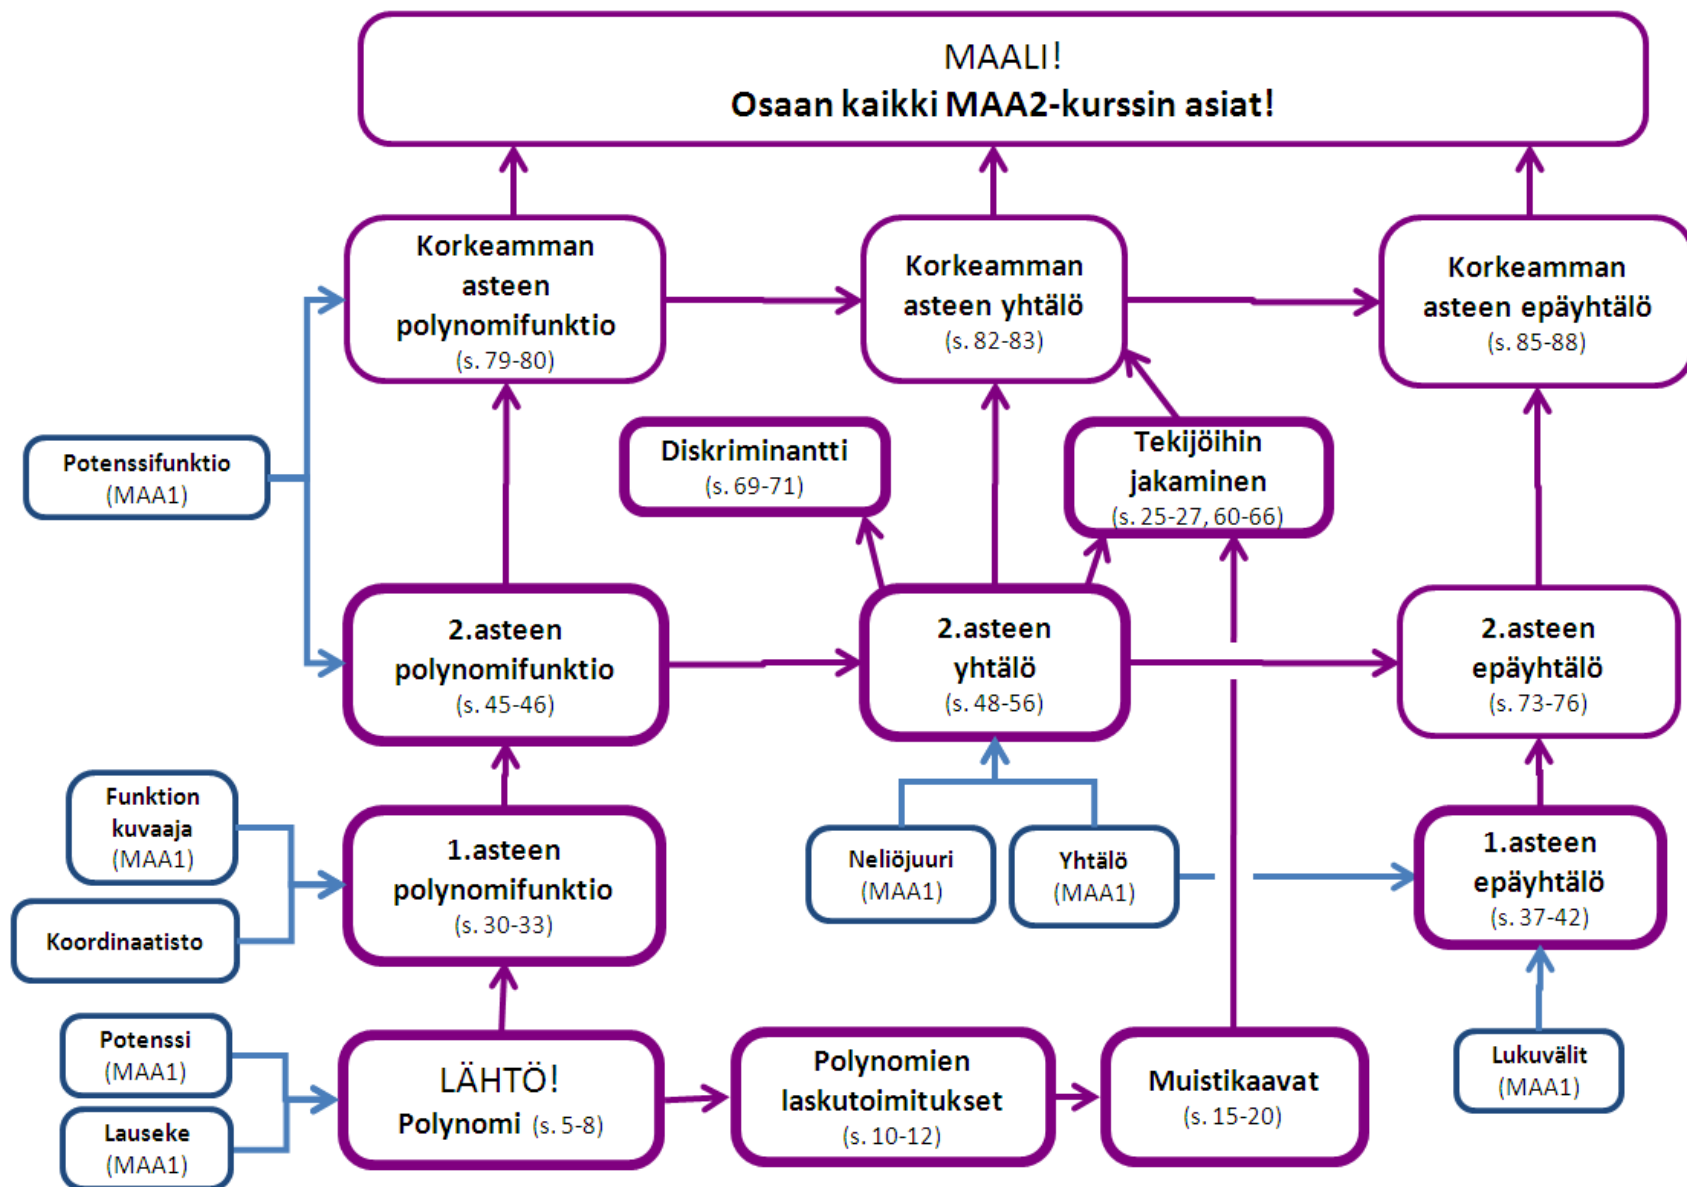 MAALI!
Osaan kaikki MAA2-kurssin asiat!
Korkeamman
asteen
polynomifunktio
(s. 79-80)
Korkeamman
asteen yhtälö
(s. 82-83)
Korkeamman
asteen epäyhtälö
(s. 85-88)
Potenssifunktio
(MAA1)
Diskriminantti
(s. 69-71)
Tekijöihin
jakaminen
(s. 25-27, 60-66)
2.asteen
polynomifunktio
(s. 45-46)
2.asteen
yhtälö
(s. 48-56)
2.asteen
epäyhtälö
(s. 73-76)
Funktion
kuvaaja
(MAA1)
Koordinaatisto
1.asteen
polynomifunktio
(s. 30-33)
Neliöjuuri
(MAA1)
Yhtälö
(MAA1)
1.asteen
epäyhtälö
(s. 37-42)
Potenssi
(MAA1)
Lauseke
(MAA1)
LÄHTÖ!
Polynomi (s. 5-8)
Polynomien
laskutoimitukset
(s. 10-12)
Muistikaavat
(s. 15-20)
Lukuvälit
(MAA1)